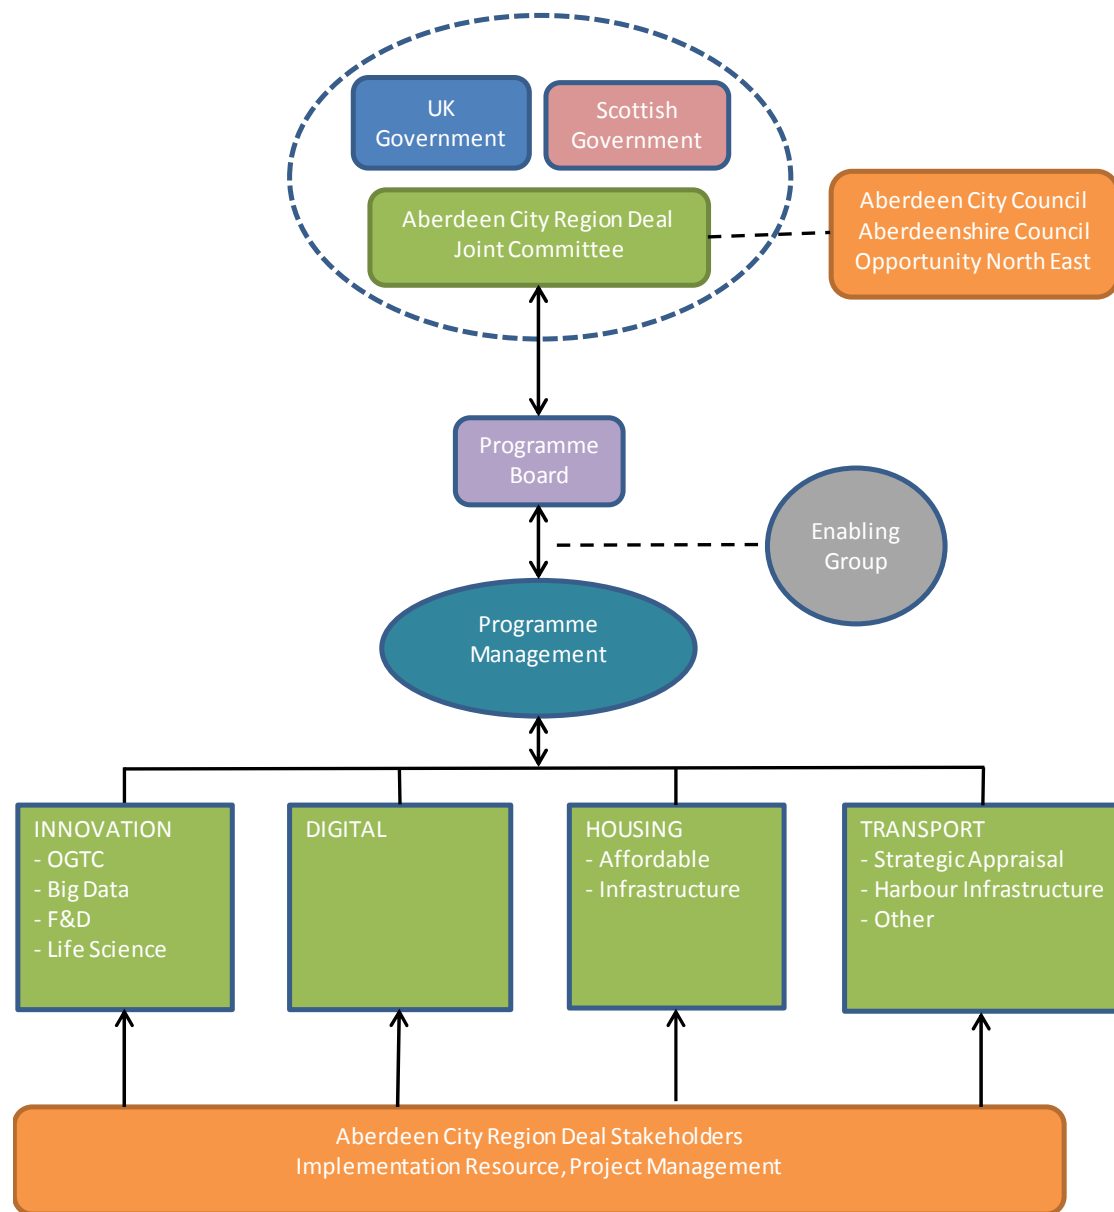 UK
Government
Scottish
Government
Aberdeen City Region Deal
Joint Committee
Aberdeen City Council
Aberdeenshire Council
Opportunity North East
Programme
Board
Enabling
Group
Programme
Management
INNOVATION
- OGTC
- Big Data
- F&D
- Life Science
DIGITAL
HOUSING
- Affordable
- Infrastructure
TRANSPORT
- Strategic Appraisal
- Harbour Infrastructure
- Other
Aberdeen City Region Deal Stakeholders
Implementation Resource, Project Management